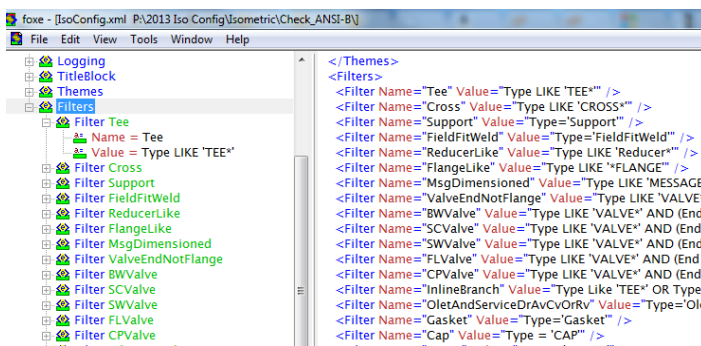 foxe - [IsoConfig.xml P:\2013 Iso Config\Isometric\Check_ANSI-B\]
File Edit View Tools Window Help
Logging
TitleBlock
Themes
Filters
Filter Tee
Name = Tee
Value = Type LIKE 'TEE*'
Filter Cross
Filter Support
Filter FieldFitWeld
Filter ReducerLike
Filter FlangeLike
Filter MsgDimensioned
Filter ValveEndNotFlange
Filter BWValve
Filter SCValve
Filter SWValve
Filter FLValve
Filter CPValve
</Themes>
<Filters>
<Filter Name="Tee" Value="Type LIKE 'TEE*'" />
<Filter Name="Cross" Value="Type LIKE 'CROSS*'" />
<Filter Name="Support" Value="Type='Support'" />
<Filter Name="FieldFitWeld" Value="Type='FieldFitWeld'" />
<Filter Name="ReducerLike" Value="Type LIKE 'Reducer*'" />
<Filter Name="FlangeLike" Value="Type LIKE '*FLANGE'" />
<Filter Name="MsgDimensioned" Value="Type LIKE 'MESSAGE
<Filter Name="ValveEndNotFlange" Value="Type LIKE 'VALVE*
<Filter Name="BWValve" Value="Type LIKE 'VALVE*' AND (End
<Filter Name="SCValve" Value="Type LIKE 'VALVE*' AND (End
<Filter Name="SWValve" Value="Type LIKE 'VALVE*' AND (End
<Filter Name="FLValve" Value="Type LIKE 'VALVE*' AND (End
<Filter Name="CPValve" Value="Type LIKE 'VALVE*' AND (End
<Filter Name="InlineBranch" Value="Type Like 'TEE*' OR Type
<Filter Name="OletAndServiceDrAvCvOrRv" Value="Type='Ole
<Filter Name="Gasket" Value="Type='Gasket'" />
<Filter Name="Cap" Value="Type = 'CAP'" />